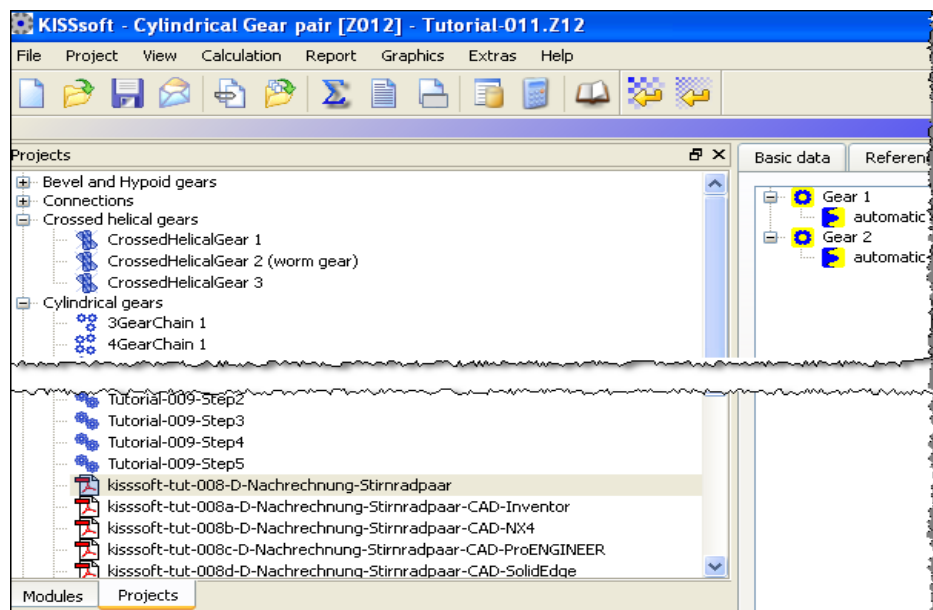 KISSsoft - Cylindrical Gear pair [Z012] - Tutorial-011.Z12
File Project View Calculation Report Graphics Extras Help
Projects
Basic data
Bevel and Hypoid gears
Connections
Crossed helical gears
CrossedHelicalGear 1
CrossedHelicalGear 2 (worm gear)
CrossedHelicalGear 3
Cylindrical gears
3GearChain 1
4GearChain 1
Tutorial-009-Step2
Tutorial-009-Step3
Tutorial-009-Step4
Tutorial-009-Step5
kisssoft-tut-008-D-Nachrechnung-Stirnradpaar
kisssoft-tut-008a-D-Nachrechnung-Stirnradpaar-CAD-Inventor
kisssoft-tut-008b-D-Nachrechnung-Stirnradpaar-CAD-NX4
kisssoft-tut-008c-D-Nachrechnung-Stirnradpaar-CAD-ProENGINEER
kisssoft-tut-008d-D-Nachrechnung-Stirnradpaar-CAD-SolidEdge
Modules Projects
Gear 1
automatic
Gear 2
automatic